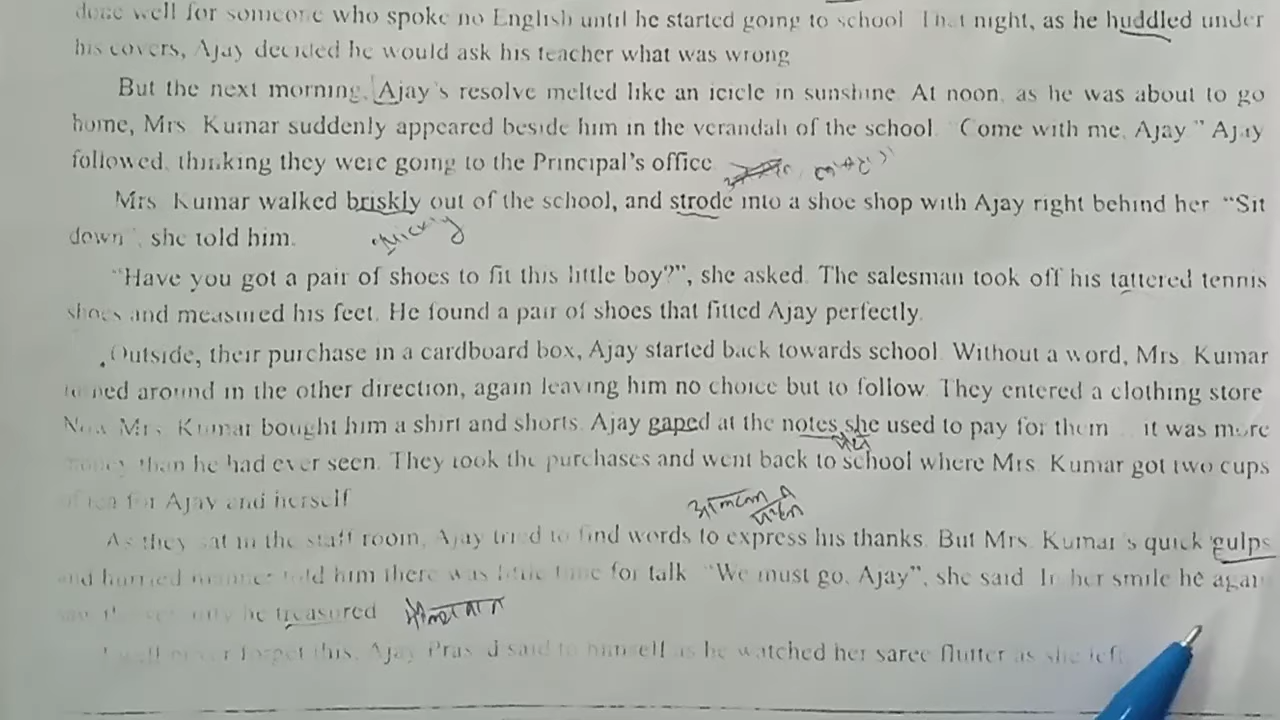 done well for someone who spoke no English until he started going to school That night, as he huddled under
his covers, Ajay decided he would ask his teacher what was wrong
But the next morning, Ajay's resolve melted like an icicle in sunshine At noon, as he was about to go
home, Mrs Kumar suddenly appeared beside him in the verandah of the school. "Come with me, Ajay." Ajay
followed, thinking they were going to the Principal's office
Mrs Kumar walked briskly out of the school, and strode into a shoe shop with Ajay right behind her "Sit
down", she told him.
"Have you got a pair of shoes to fit this little boy?", she asked. The salesman took off his tattered tennis
shoes and measured his feet. He found a pair of shoes that fitted Ajay perfectly.
Outside, their purchase in a cardboard box, Ajay started back towards school. Without a word, Mrs Kumar
turned around in the other direction, again leaving him no choice but to follow. They entered a clothing store
Now Mrs Kumar bought him a shirt and shorts. Ajay gaped at the notes she used to pay for them... it was more
money than he had ever seen. They took the purchases and went back to school where Mrs. Kumar got two cups
of tea for Ajay and herself
As they sat in the staff room, Ajay tried to find words to express his thanks. But Mrs. Kumar's quick gulps
and hurried manner told him there was little time for talk "We must go, Ajay", she said In her smile he again
he treasured
I will never forget this, Ajay Prasad said to himself as he watched her saree flutter as she left